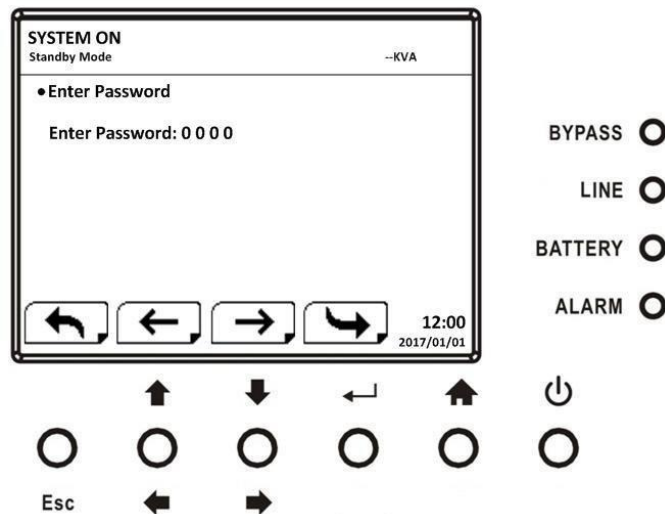 SYSTEM ON
Standby Mode --KVA
•Enter Password
Enter Password: 0 0 0 0
12:00
2017/01/01
BYPASS
LINE
BATTERY
ALARM
Esc